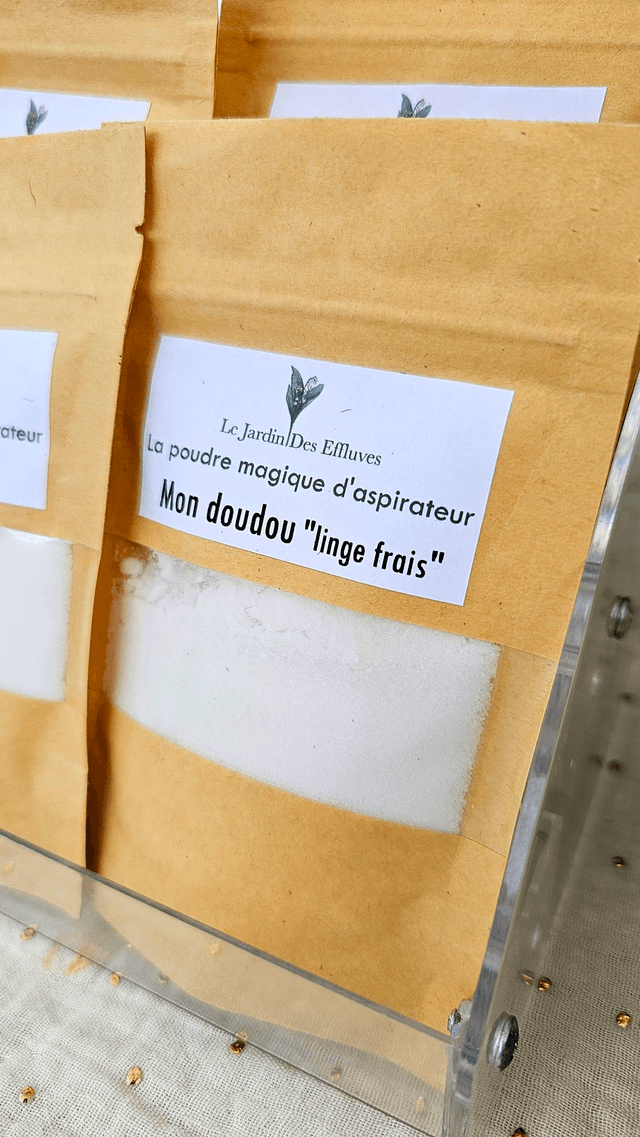 Le Jardin Des Effluves
La poudre magique d'aspirateur
Mon doudou "linge frais"
ateur